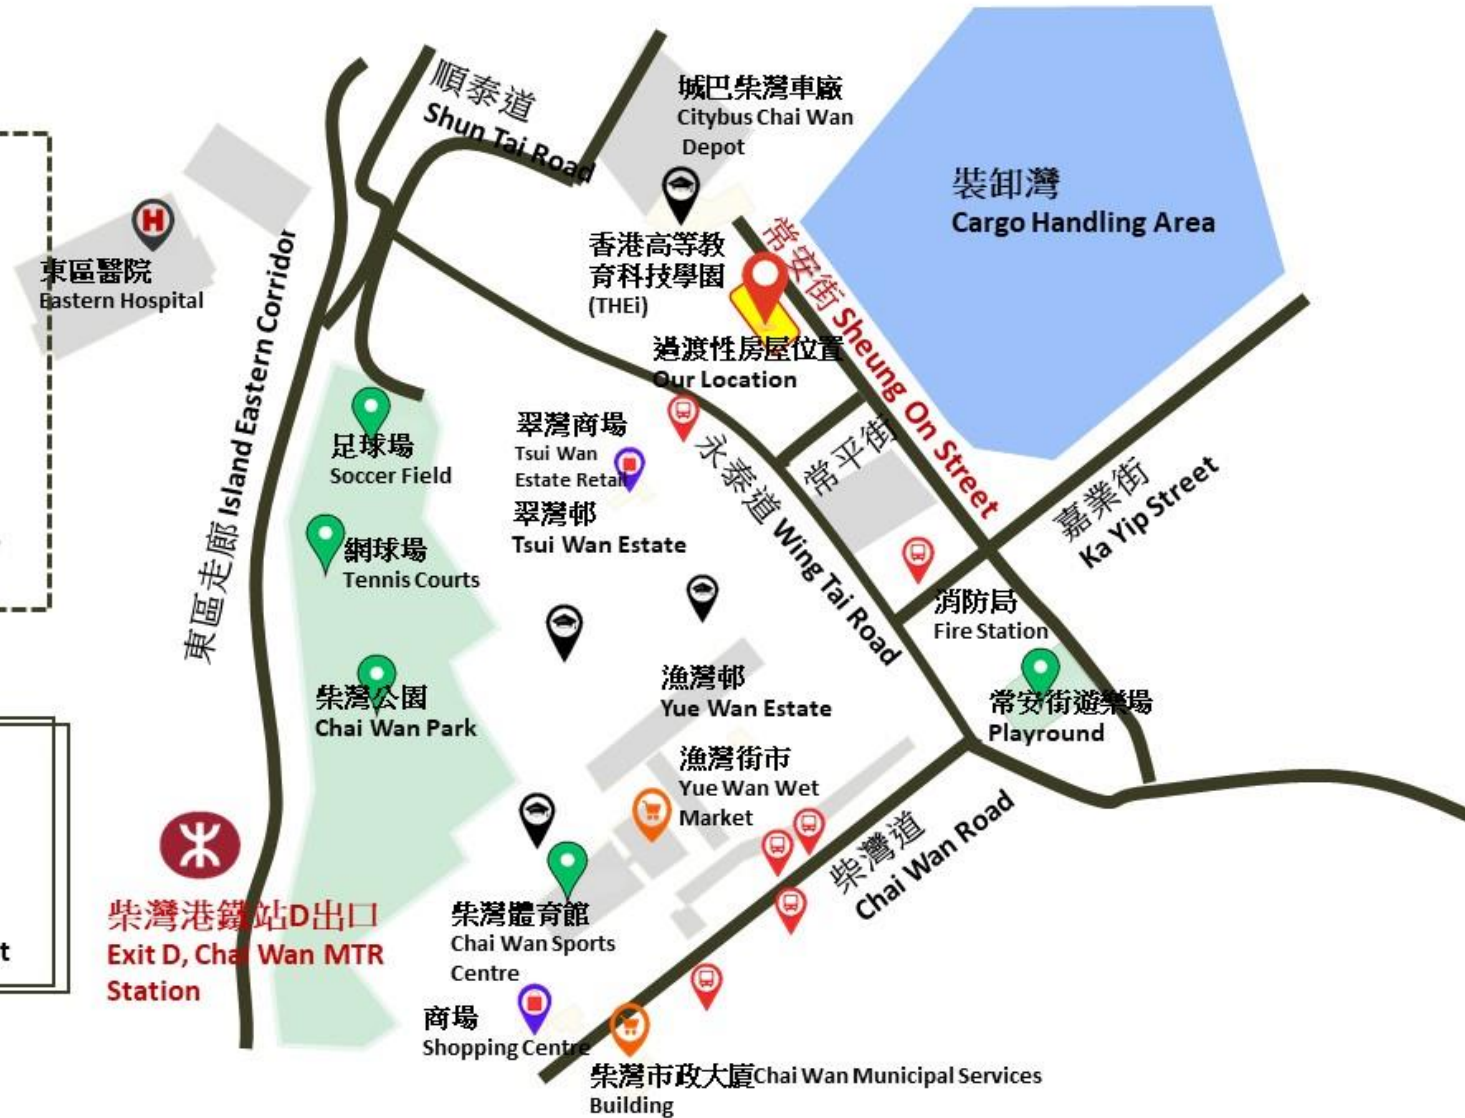 順泰道
Shun Tai Road
城巴柴灣車廠
Citybus Chai Wan
Depot
裝卸灣
Cargo Handling Area
H
東區醫院
Eastern Hospital
香港高等教
育科技學園
(THEi)
常安街 Sheung On Street
過渡性房屋位置
Our Location
東區走廊 Island Eastern Corridor
足球場
Soccer Field
翠灣商場
Tsui Wan
Estate Retail
翠灣邨
Tsui Wan Estate
永泰道 Wing Tai Road
常平街
嘉業街
Ka Yip Street
網球場
Tennis Courts
消防局
Fire Station
柴灣公園
Chai Wan Park
漁灣邨
Yue Wan Estate
常安街遊樂場
Playround
漁灣街市
Yue Wan Wet
Market
柴灣道
Chai Wan Road
柴灣港鐵站D出口
Exit D, Chai Wan MTR
Station
柴灣體育館
Chai Wan Sports
Centre
t
商場
Shopping Centre
柴灣市政大廈Chai Wan Municipal Services
Building